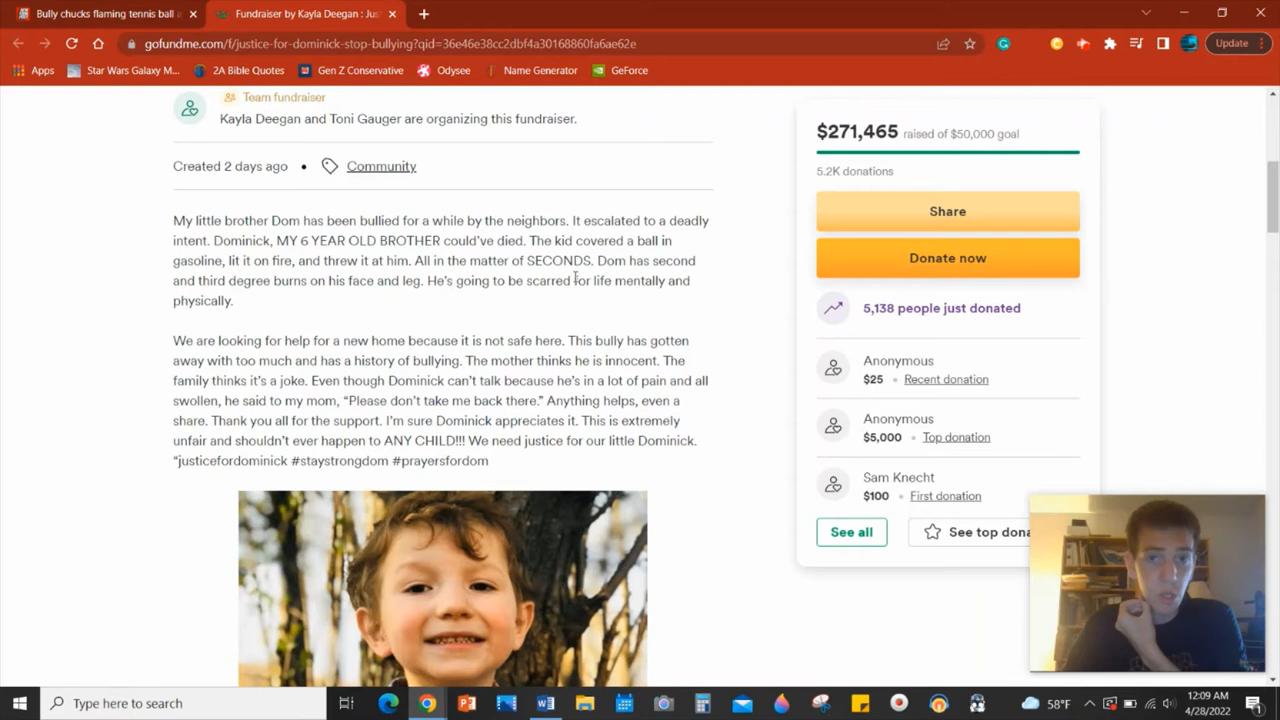 Bully chucks flaming tennis ball
Fundraiser by Kayla Deegan : Jus
gofundme.com/f/justice-for-dominick-stop-bullying?qid=36e46e38cc2dbf4a30168860fa6ae62e
Update
Apps
Star Wars Galaxy M...
2A Bible Quotes
Gen Z Conservative
Odysee
Name Generator
GeForce
Team fundraiser
Kayla Deegan and Toni Gauger are organizing this fundraiser.
Created 2 days ago • Community
My little brother Dom has been bullied for a while by the neighbors. It escalated to a deadly
intent. Dominick, MY 6 YEAR OLD BROTHER could've died. The kid covered a ball in
gasoline, lit it on fire, and threw it at him. All in the matter of SECONDS. Dom has second
and third degree burns on his face and leg. He's going to be scarred for life mentally and
physically.
We are looking for help for a new home because it is not safe here. This bully has gotten
away with too much and has a history of bullying. The mother thinks he is innocent. The
family thinks it's a joke. Even though Dominick can't talk because he's in a lot of pain and all
swollen, he said to my mom, “Please don't take me back there.” Anything helps, even a
share. Thank you all for the support. I'm sure Dominick appreciates it. This is extremely
unfair and shouldn't ever happen to ANY CHILD!!! We need justice for our little Dominick.
“justicefordominick #staystrongdom #prayersfordom
$271,465 raised of $50,000 goal
5.2K donations
Share
Donate now
5,138 people just donated
Anonymous
$25 • Recent donation
Anonymous
$5,000 • Top donation
Sam Knecht
$100 • First donation
See all
See top dona
Type here to search
58°F
12:09 AM
4/28/2022